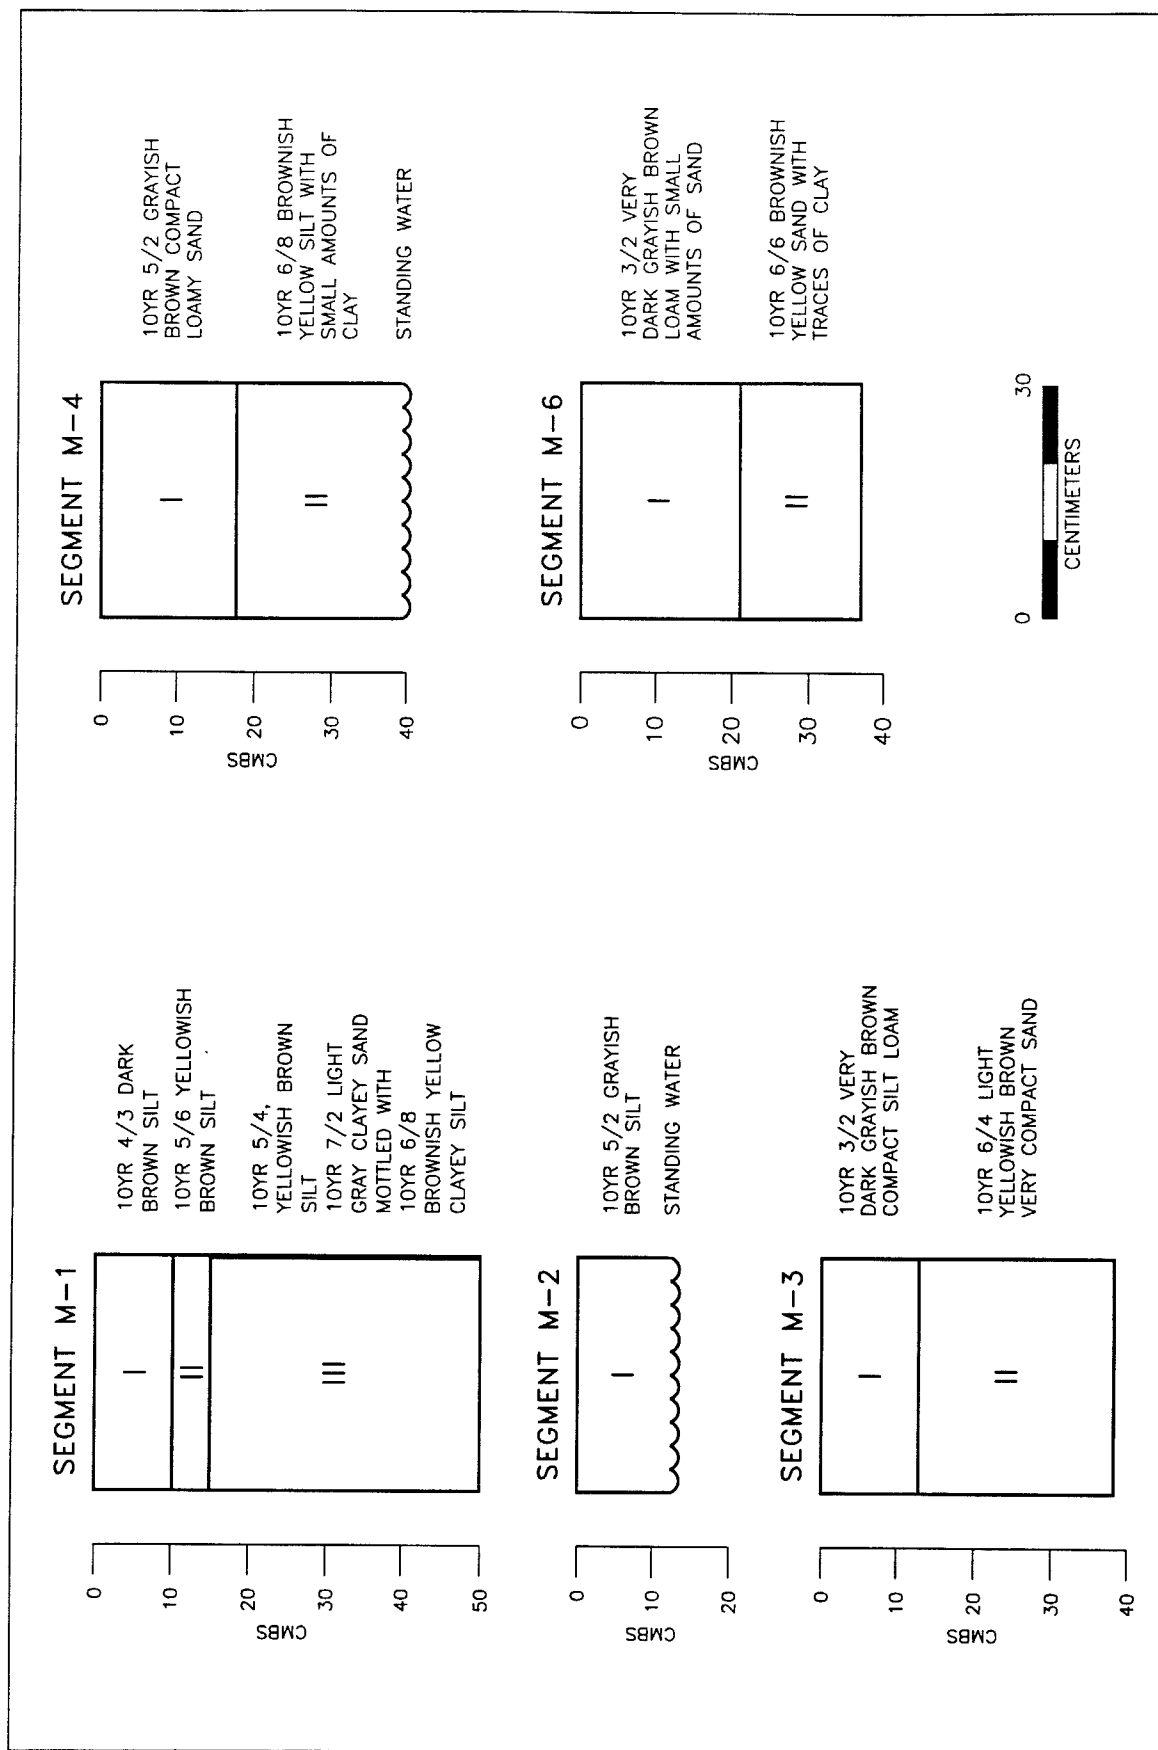 SEGMENT M-1
CMBS
0
10
20
30
40
50
I
II
III
10YR 4/3 DARK
BROWN SILT
10YR 5/6 YELLOWISH
BROWN SILT
10YR 5/4,
YELLOWISH BROWN
SILT
10YR 7/2 LIGHT
GRAY CLAYEY SAND
MOTTLED WITH
10YR 6/8
BROWNISH YELLOW
CLAYEY SILT
SEGMENT M-2
CMBS
0
10
20
I
10YR 5/2 GRAYISH
BROWN SILT
STANDING WATER
SEGMENT M-3
CMBS
0
10
20
30
40
I
II
10YR 3/2 VERY
DARK GRAYISH BROWN
COMPACT SILT LOAM
10YR 6/4 LIGHT
YELLOWISH BROWN
VERY COMPACT SAND
SEGMENT M-4
CMBS
0
10
20
30
40
I
II
10YR 5/2 GRAYISH
BROWN COMPACT
LOAMY SAND
10YR 6/8 BROWNISH
YELLOW SILT WITH
SMALL AMOUNTS OF
CLAY
STANDING WATER
SEGMENT M-6
CMBS
0
10
20
30
40
I
II
10YR 3/2 VERY
DARK GRAYISH BROWN
LOAM WITH SMALL
AMOUNTS OF SAND
10YR 6/6 BROWNISH
YELLOW SAND WITH
TRACES OF CLAY
0 30
CENTIMETERS